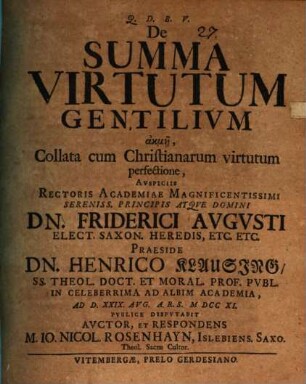 Q. D. B. V.
27.
De
SUMMA
VIRTUTUM
GENTILIVM
ἀκμῇ,
Collata cum Christianarum virtutum
perfectione,
AVSPICIIS
RECTORIS ACADEMIAE MAGNIFICENTISSIMI
SERENISS. PRINCIPIS ATQVE DOMINI
DN. FRIDERICI AVGVSTI
ELECT. SAXON. HEREDIS, ETC. ETC.
PRAESIDE
DN. HENRICO KLAUSING/
SS. THEOL. DOCT. ET MORAL. PROF. PVBL.
IN CELEBERRIMA AD ALBIM ACADEMIA,
AD D. XXIX AVG. A. R. S. M DCC XI.
PVBLICE DISPVTABIT
AVCTOR, ET RESPONDENS
M. IO. NICOL. ROSENHAYN, ISLEBIENS. SAXO.
Theol. Sacrae Cultor.
VITEMBERGÆ, PRELO GERDESIANO.